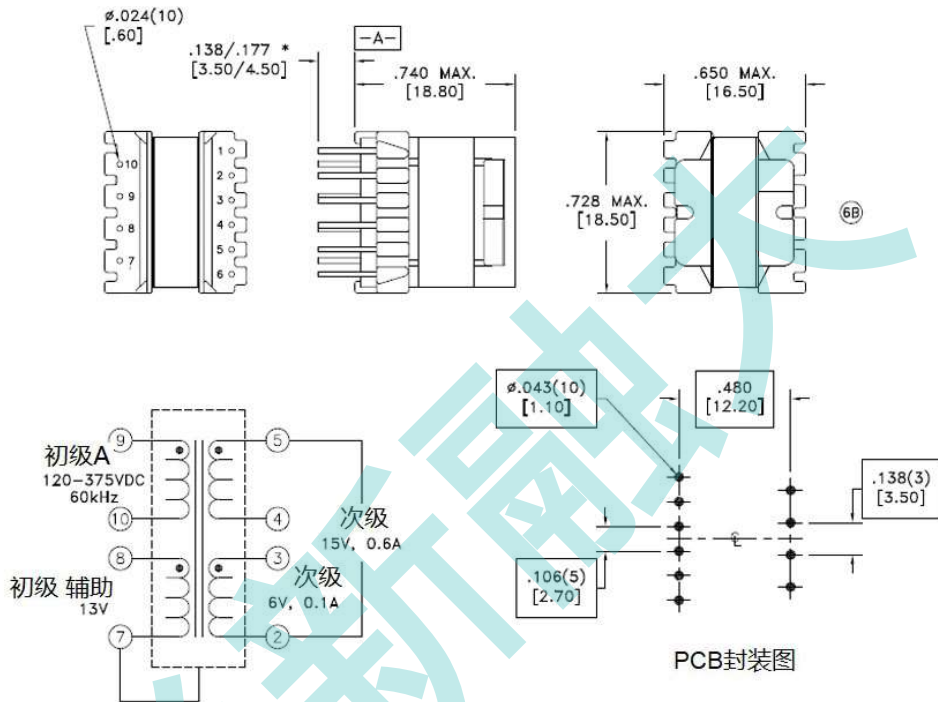 ø.024(10)
[.60]
.138/.177 *
[3.50/4.50]
-A-
.740 MAX.
[18.80]
.650 MAX.
[16.50]
10
9
8
7
1
2
3
4
5
6
.728 MAX.
[18.50]
6B
ø.043(10)
[1.10]
.480
[12.20]
.138(3)
[3.50]
.106(5)
[2.70]
℄
PCB封装图
9
5
初级A
120-375VDC
60kHz
10
4
次级
15V, 0.6A
8
3
初级 辅助
13V
次级
6V, 0.1A
7
2
新融大